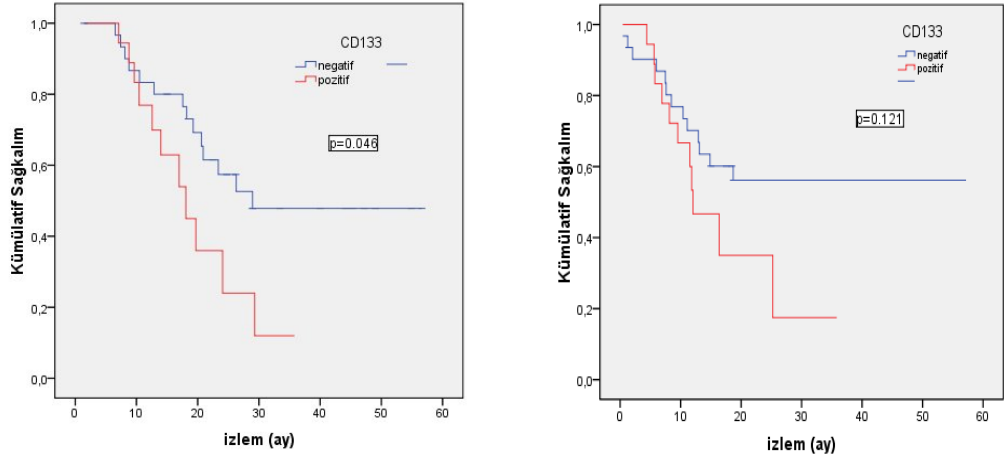 1,0
CD133
negatif
pozitif
0,8
p=0.046
0,6
0,4
0,2
0,0
Kümülatif Sağkalım
0 10 20 30 40 50 60
izlem (ay)
1,0
CD133
negatif
pozitif
0,8
p=0.121
0,6
0,4
0,2
0,0
Kümülatif Sağkalım
0 10 20 30 40 50 60
izlem (ay)